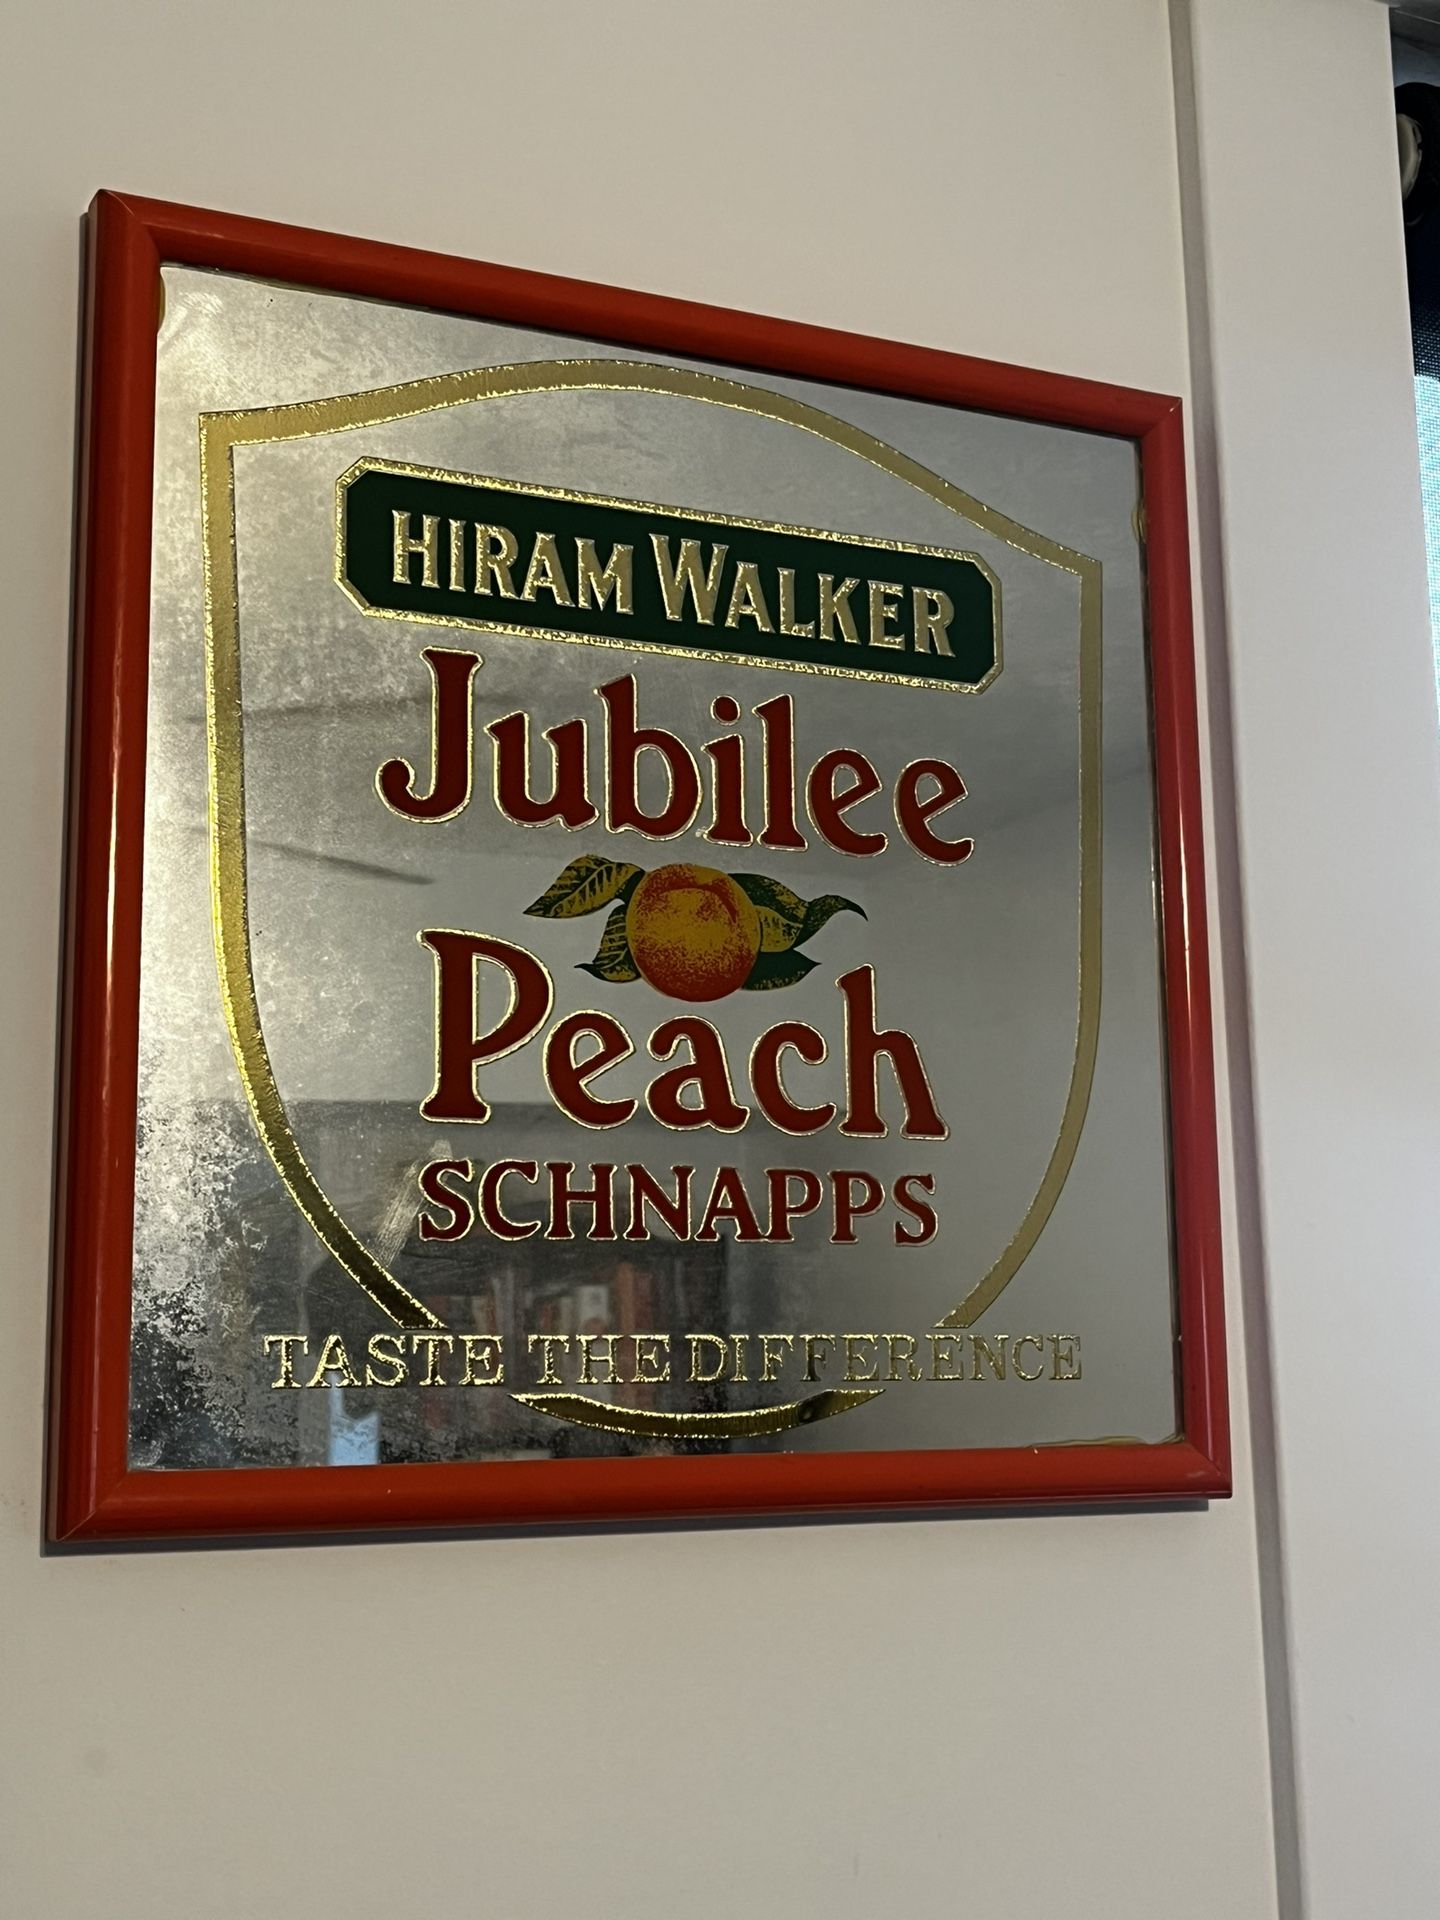 HIRAM WALKER
Jubilee
Peach
SCHNAPPS
TASTE THE DIFFERENCE